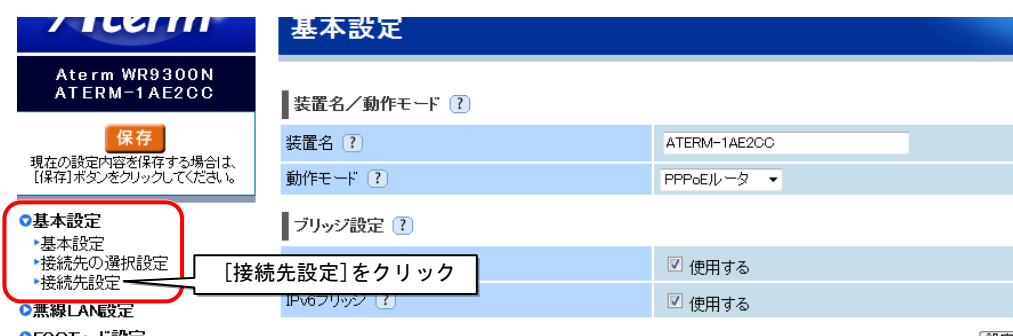 Aterm
基本設定
Aterm WR9300N
ATERM-1AE2CC
保存
現在の設定内容を保存する場合は、
[保存]ボタンをクリックしてください。
基本設定
基本設定
接続先の選択設定
接続先設定
無線LAN設定
[接続先設定]をクリック
装置名／動作モード ?
装置名 ? ATERM-1AE2CC
動作モード ? PPPoEルータ
ブリッジ設定 ?
使用する
IPv6ブリッジ ? 使用する